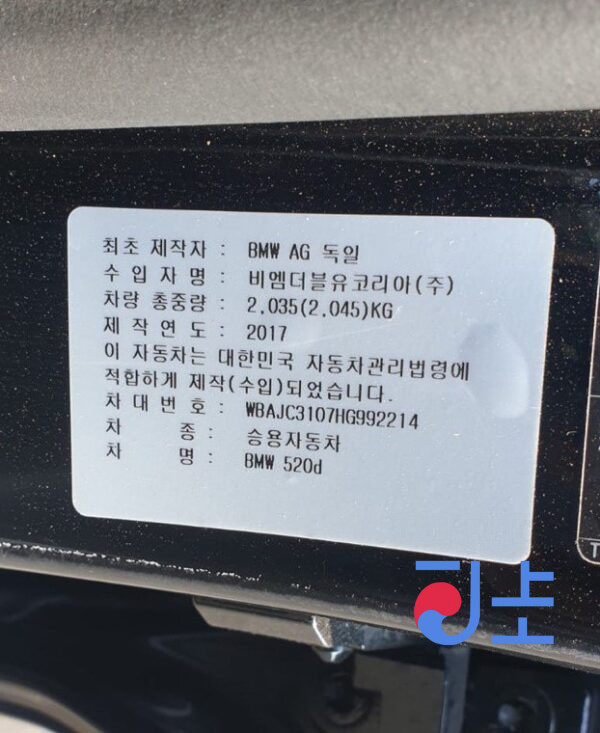 최초 제작자 : BMW AG 독일
수 입 자 명 : 비엠더블유코리아(주)
차량 총중량 : 2,035(2,045)KG
제 작 연 도 : 2017
이 자동차는 대한민국 자동차관리법령에
적합하게 제작(수입)되었습니다.
차 대 번 호 : WBAJC3107HG992214
차 종 : 승용자동차
차 명 : BMW 520d
T